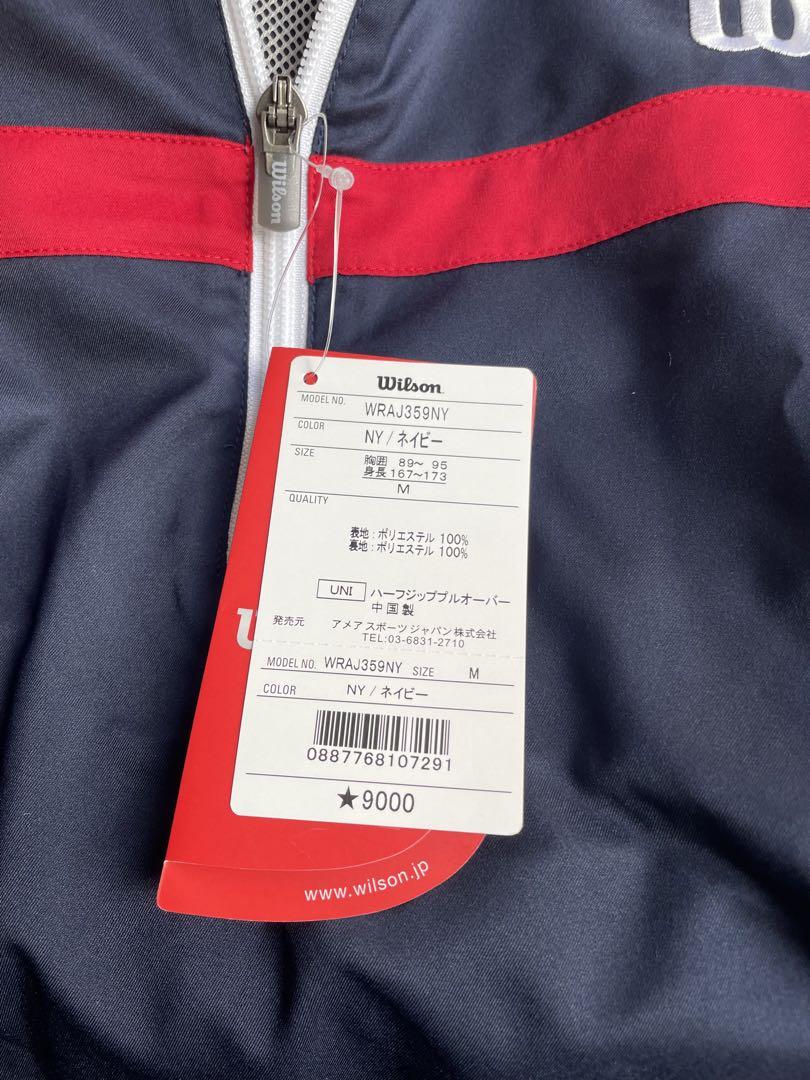 Wilson
Wilson
MODEL NO. WRAJ359NY
COLOR NY / ネイビー
SIZE
胸囲 89～ 95
身長 167～173
M
QUALITY
表地 : ポリエステル 100%
裏地 : ポリエステル 100%
UNI ハーフジッププルオーバー
中国製
発売元 アメアスポーツジャパン株式会社
TEL:03-6831-2710
MODEL NO. WRAJ359NY SIZE M
COLOR NY / ネイビー
0887768107291
★9000
www.wilson.jp